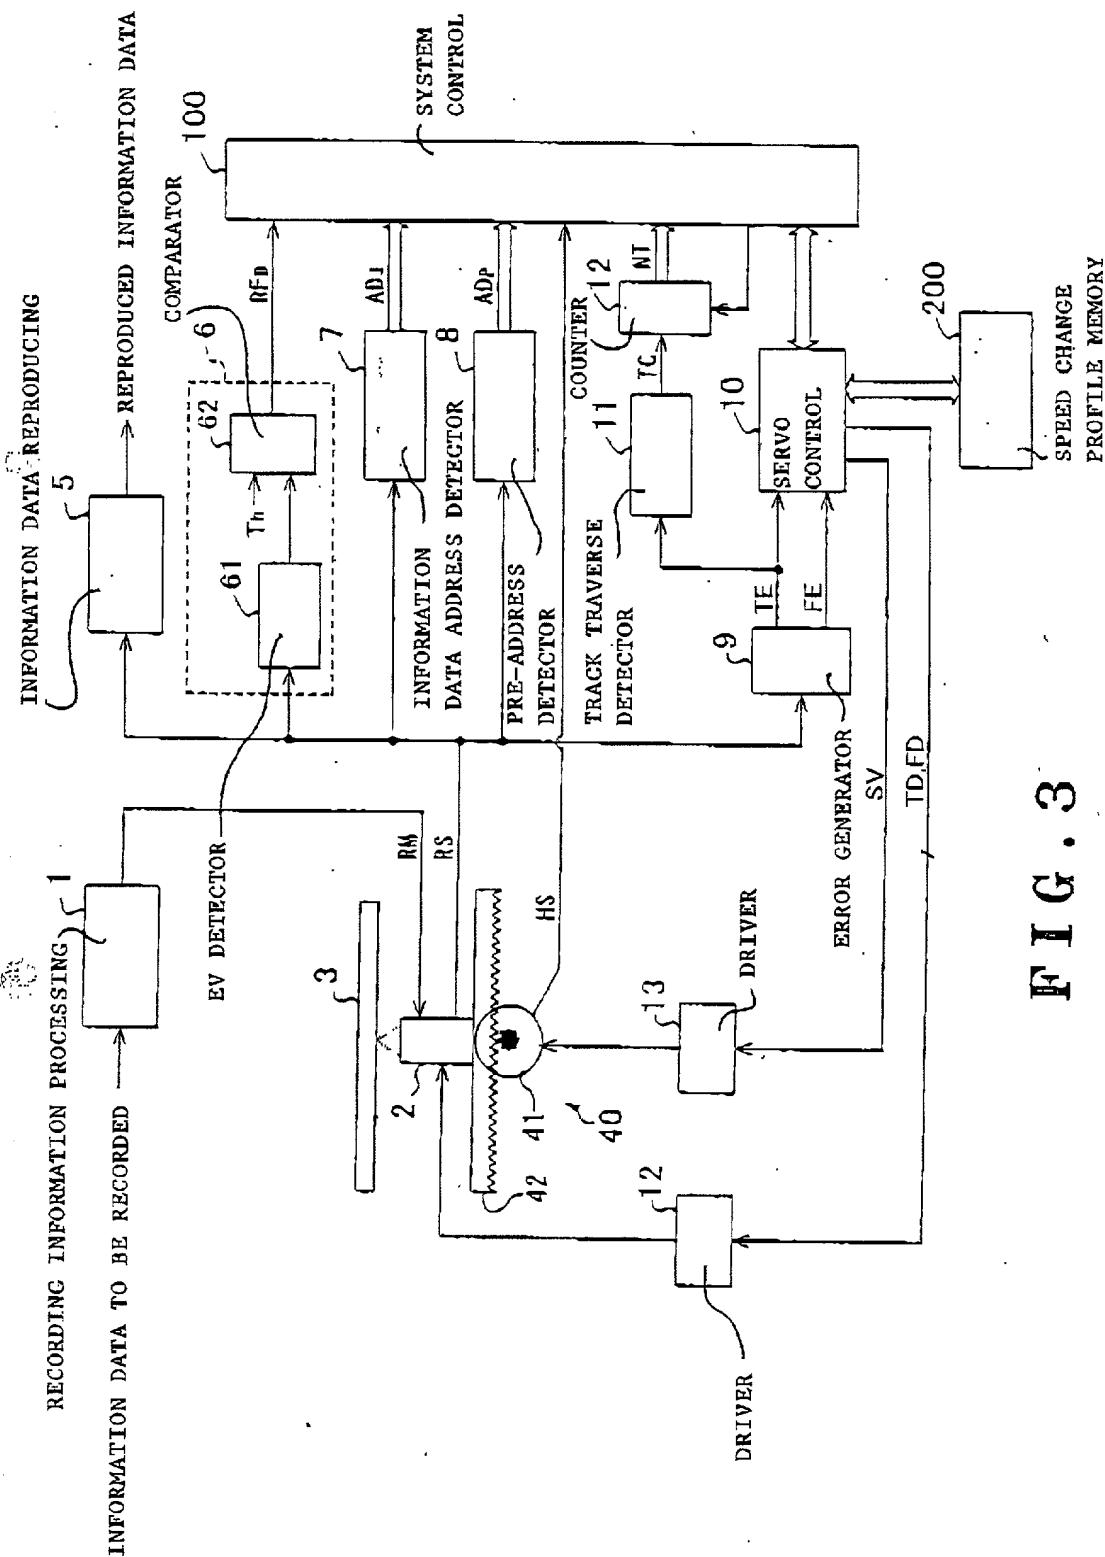 INFORMATION DATA TO BE RECORDED
RECORDING INFORMATION PROCESSING
1
INFORMATION DATA REPRODUCING
5
REPRODUCED INFORMATION DATA
EV DETECTOR
61
Th
62
6
COMPARATOR
RFD
100
SYSTEM
CONTROL
3
RM
RS
2
7
ADI
INFORMATION
DATA ADDRESS DETECTOR
8
ADP
PRE-ADDRESS
DETECTOR
HS
42
41
40
TRACK TRAVERSE
DETECTOR
11
TC
COUNTER
12
NT
13
DRIVER
12
DRIVER
9
TE
FE
ERROR GENERATOR
10
SERVO
CONTROL
SV
TD,FD
200
SPEED CHANGE
PROFILE MEMORY
FIG.3